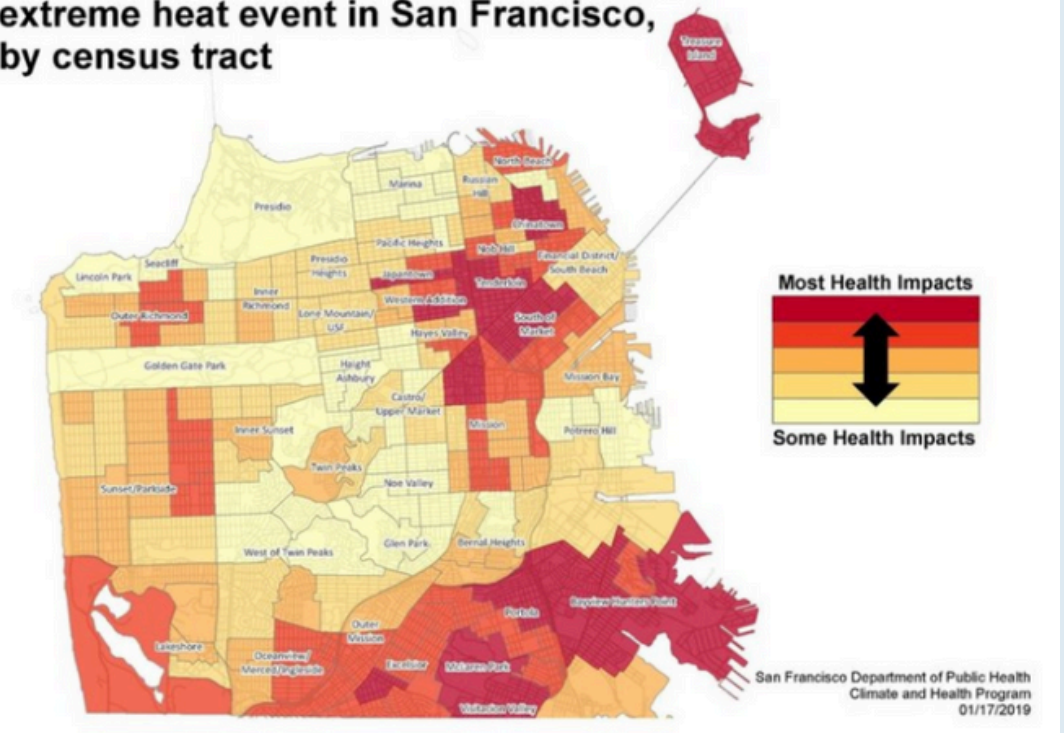 extreme heat event in San Francisco,
by census tract
Treasure
Island
North Beach
Marina
Russian
Hill
Presidio
Chinatown
Pacific Heights
Nob Hill
Financial District/
South Beach
Seacliff
Lincoln Park
Presidio
Heights
Japantown
Tenderloin
Inner
Richmond
Western Addition
Outer Richmond
Lone Mountain/
USF
South of
Market
Hayes Valley
Golden Gate Park
Haight
Ashbury
Mission Bay
Castro/
Upper Market
Inner Sunset
Mission
Potrero Hill
Twin Peaks
Noe Valley
Sunset/Parkside
West of Twin Peaks
Glen Park
Bernal Heights
Portola
Bayview Hunters Point
Outer
Mission
Lakeshore
Oceanview/
Merced/Ingleside
Excelsior
McLaren Park
Visitacion Valley
Most Health Impacts
Some Health Impacts
San Francisco Department of Public Health
Climate and Health Program
01/17/2019